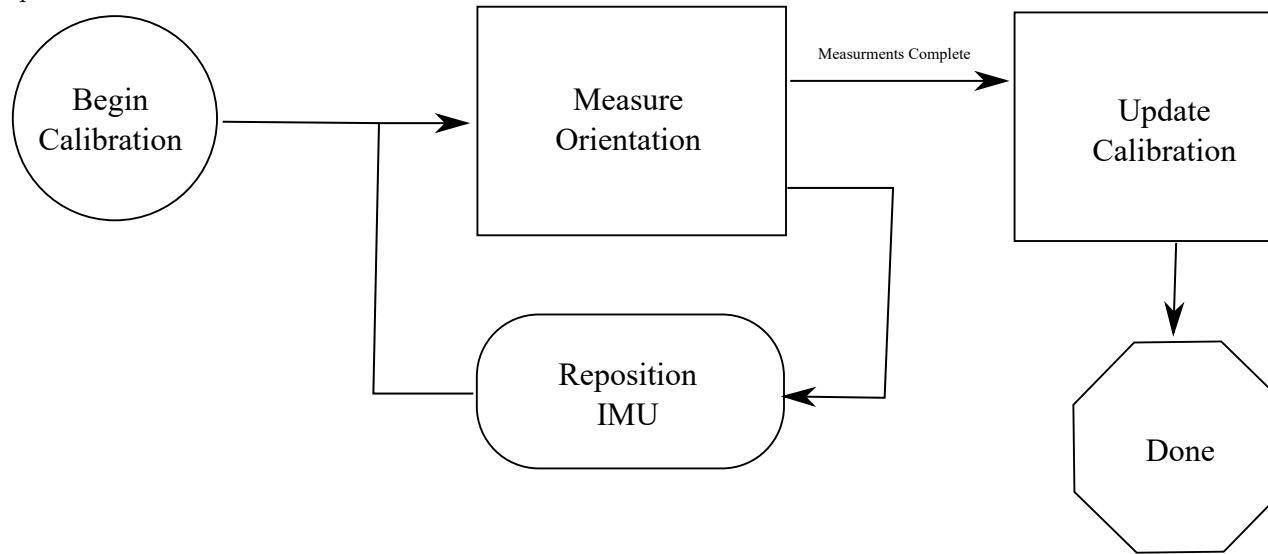 Begin
Calibration
Measure
Orientation
Measurments Complete
Update
Calibration
Reposition
IMU
Done